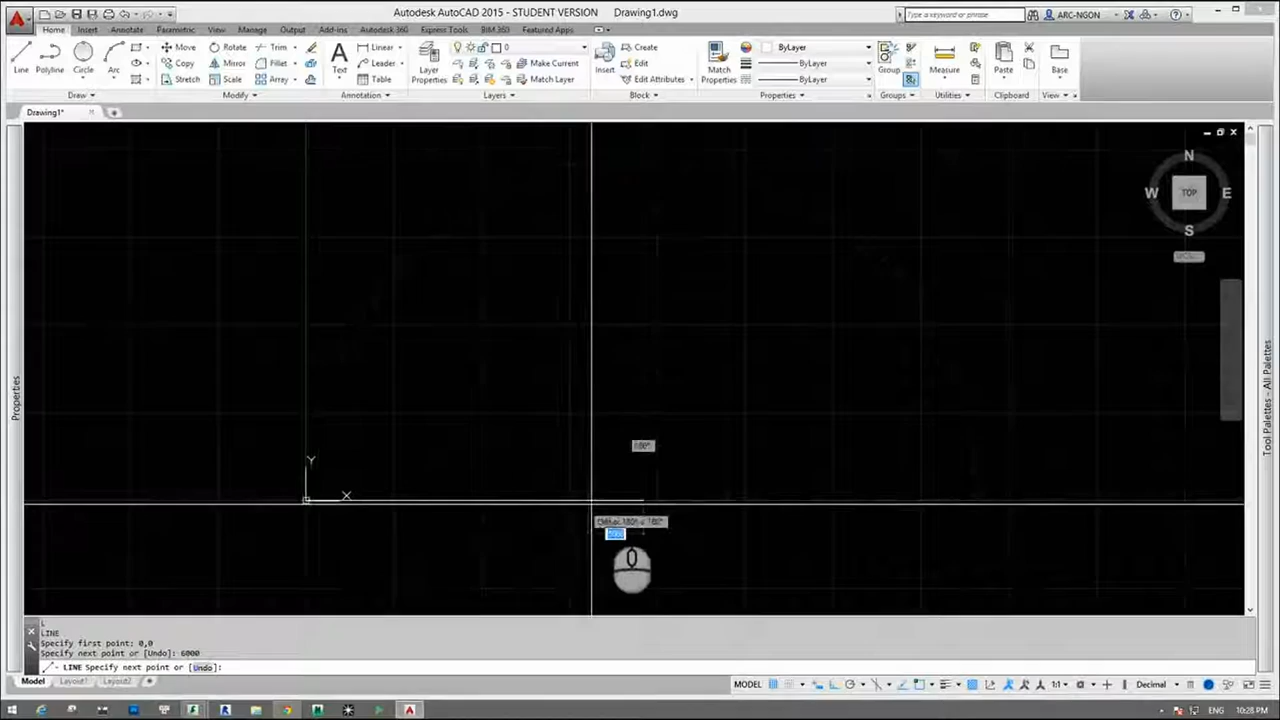 Autodesk AutoCAD 2015 - STUDENT VERSION Drawing1.dwg
Type a keyword or phrase
ARC-NGON
Home Insert Annotate Parametric View Manage Output Add-ins Autodesk 360 Express Tools BIM 360 Featured Apps
Line Polyline Circle Arc
Move Rotate Trim
Copy Mirror Fillet
Stretch Scale Array
Text
Linear
Leader
Table
Layer Properties
0
Make Current
Match Layer
Insert
Create
Edit
Edit Attributes
Match Properties
ByLayer
ByLayer
ByLayer
Group
Measure
Paste
Base
Draw Modify Annotation Layers Block Properties Groups Utilities Clipboard View
Drawing1*
N
W TOP E
S
Y
X
Properties
Tool Palettes - All Palettes
L
LINE
Specify first point: 0,0
Specify next point or [Undo]: 6000
LINE Specify next point or [Undo]:
Model Layout1 Layout2
MODEL 1:1 Decimal
ENG 10:28 PM